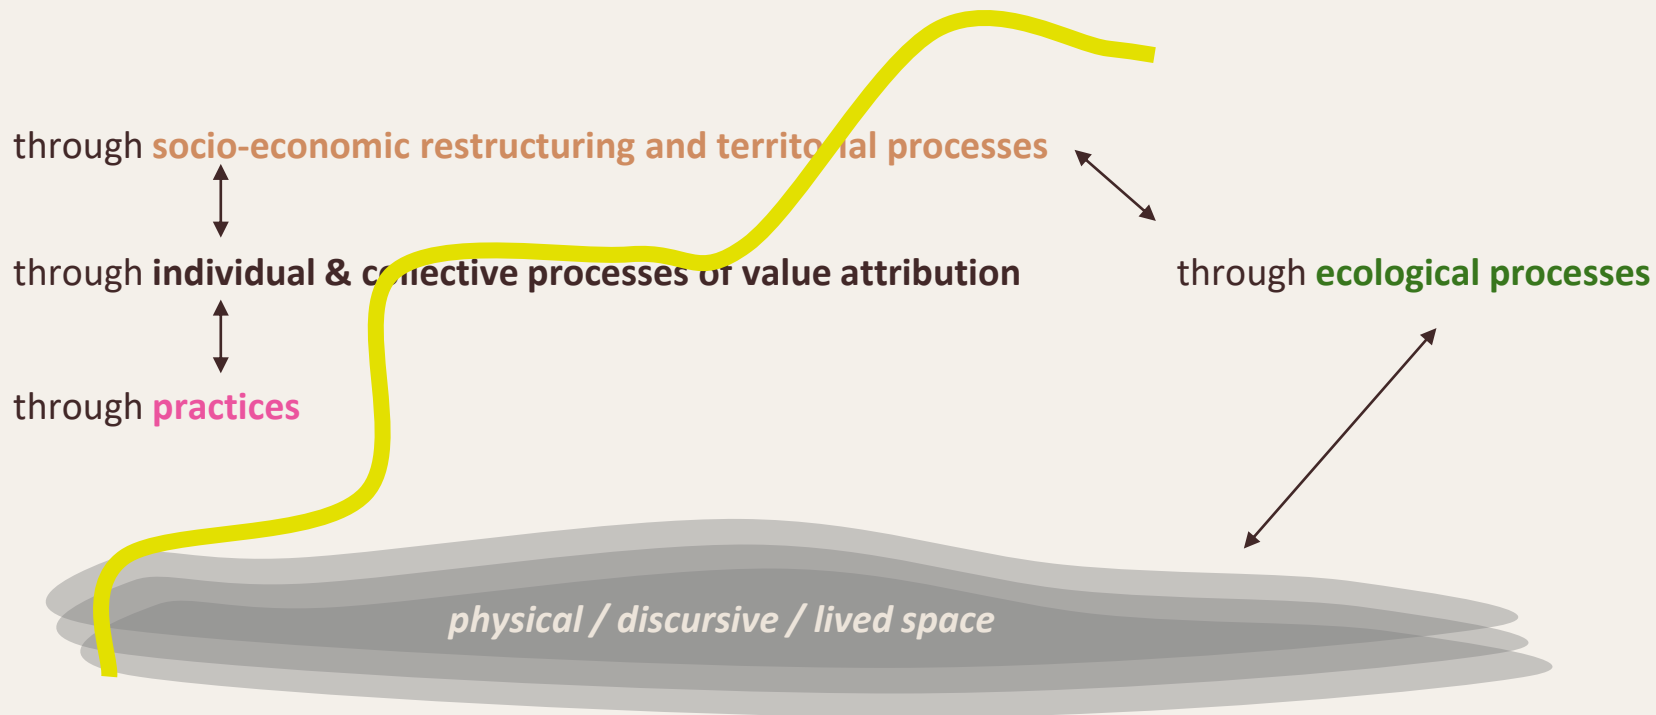 through socio-economic restructuring and territorial processes
through individual & collective processes of value attribution
through ecological processes
through practices
physical / discursive / lived space